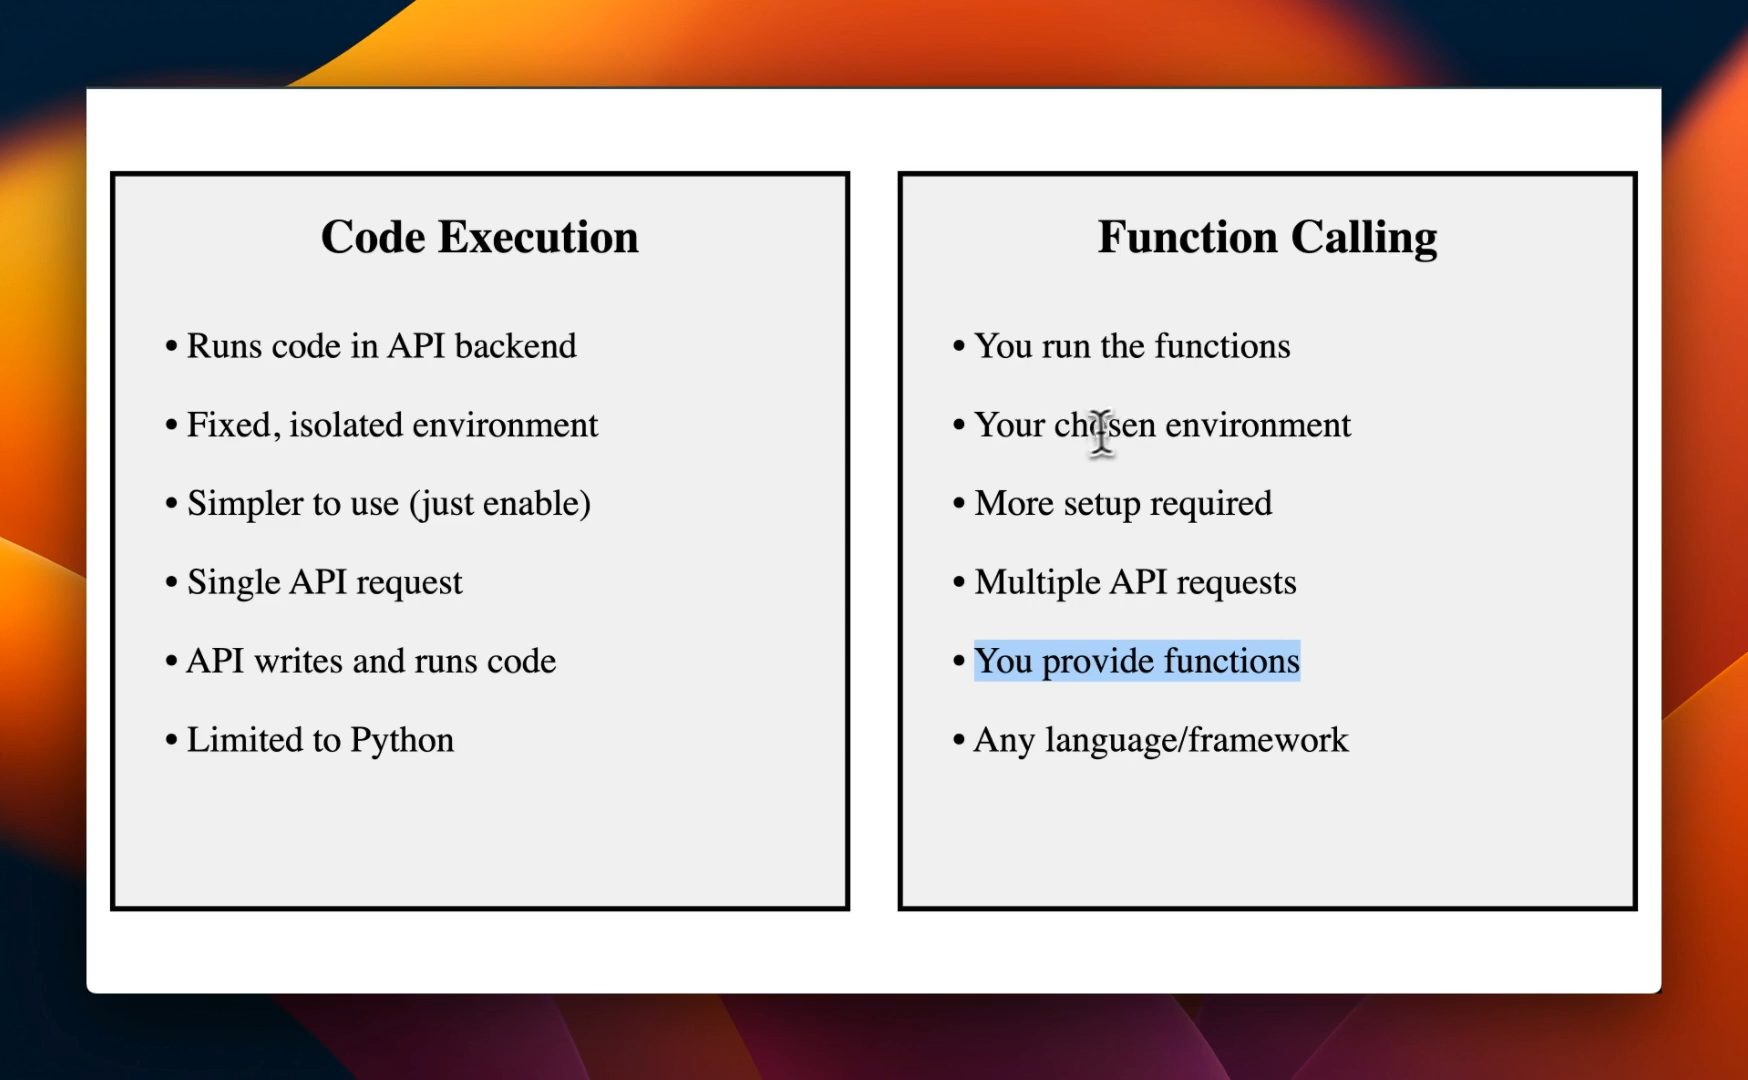 Code Execution
• Runs code in API backend
• Fixed, isolated environment
• Simpler to use (just enable)
• Single API request
• API writes and runs code
• Limited to Python
Function Calling
• You run the functions
• Your chosen environment
• More setup required
• Multiple API requests
• You provide functions
• Any language/framework